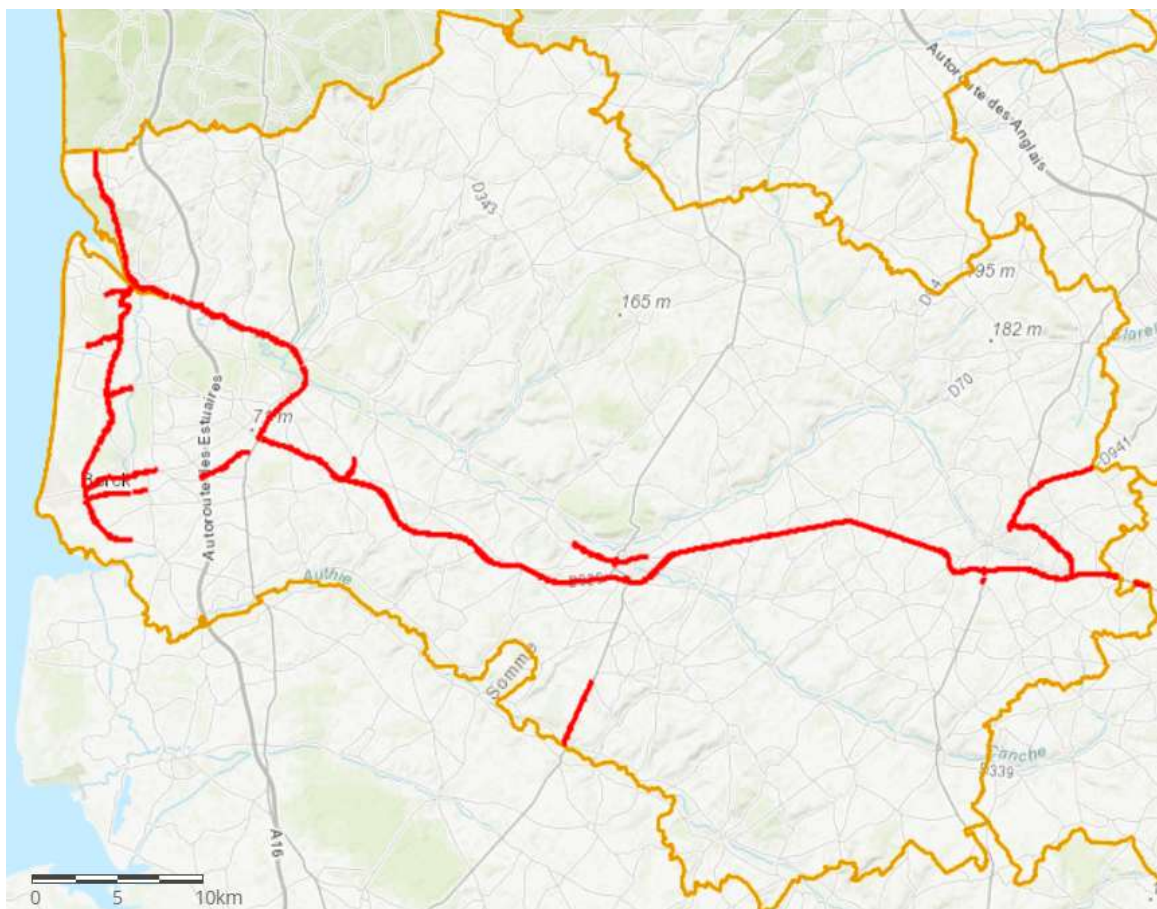 Autoroute des Anglais
D343
195 m
165 m
182 m
D70
Autoroute des Estuaires
D941
Berck
Authie
Somme
Canche
D339
A16
0 5 10km